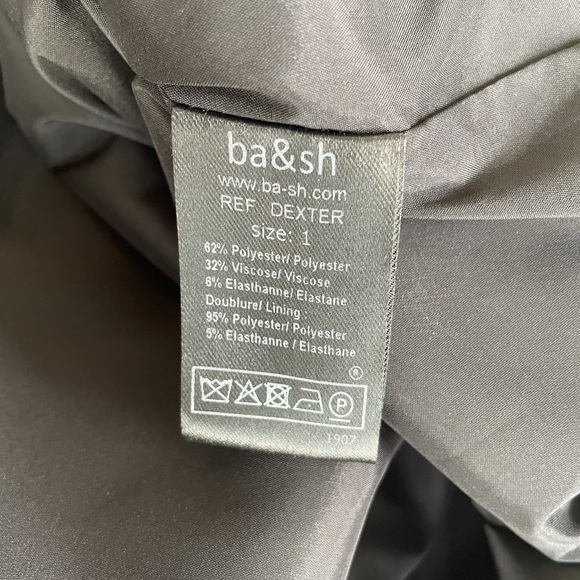 ba&sh
www.ba-sh.com
REF . DEXTER
size: 1
62% Polyester/ Polyester
32% Viscose/ Viscose
6% Elasthanne/ Elastane
Doublure/ Lining :
95% Polyester/ Polyester
5% Elasthanne / Elasthane
®
P
1907